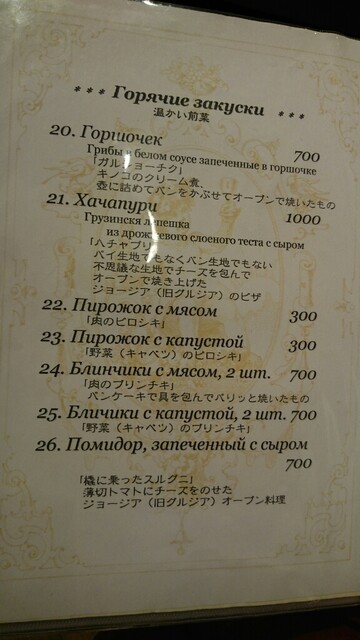 *** Горячие закуски ***
温かい前菜
20. Горшочек 700
Грибы в белом соусе запеченные в горшочке
「ガルショーチク」
キノコのクリーム煮、
壺に詰めてパンをかぶせてオーブンで焼いたもの
21. Хачапури 1000
Грузинскя лепешка
из дрожжевого слоеного теста с сыром
「ハチャプリ」
パイ生地でもなくパン生地でもない
不思議な生地でチーズを包んで
オーブンで焼き上げた
ジョージア（旧グルジア）のピザ
22. Пирожок с мясом 300
「肉のピロシキ」
23. Пирожок с капустой 300
「野菜（キャベツ）のピロシキ」
24. Блинчики с мясом, 2 шт. 700
「肉のブリンチキ」
パンケーキで具を包んでパリッと焼いたもの
25. Бличики с капустой, 2 шт. 700
「野菜（キャベツ）のブリンチキ」
26. Помидор, запеченный с сыром
700
「橇に乗ったスルグニ」
薄切トマトにチーズをのせた
ジョージア（旧グルジア）オーブン料理